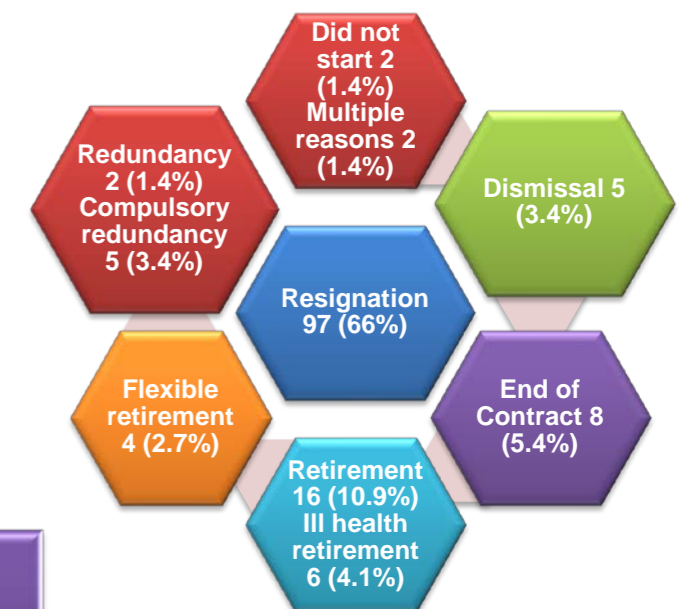 Did not
start 2
(1.4%)
Multiple
reasons 2
(1.4%)
Dismissal 5
(3.4%)
End of
Contract 8
(5.4%)
Retirement
16 (10.9%)
Ill health
retirement
6 (4.1%)
Flexible
retirement
4 (2.7%)
Redundancy
2 (1.4%)
Compulsory
redundancy
5 (3.4%)
Resignation
97 (66%)